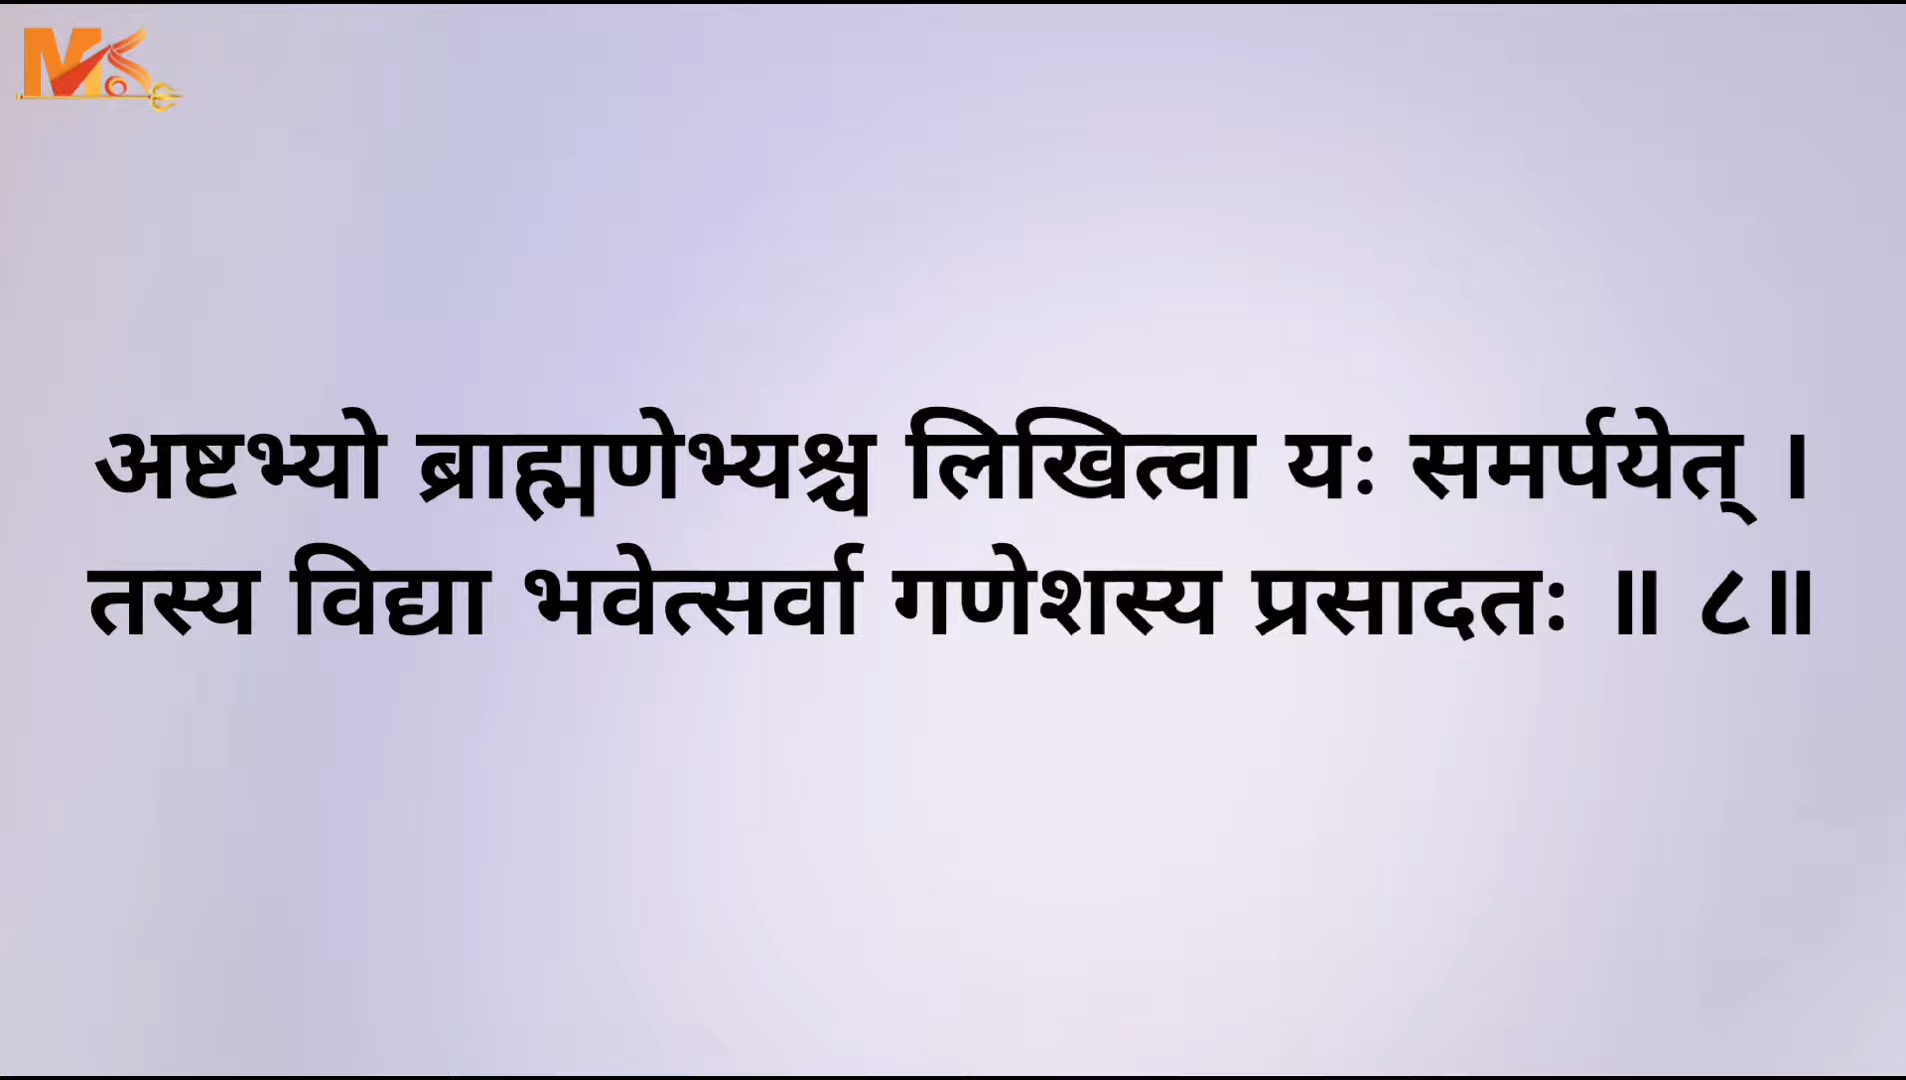 अष्टभ्यो ब्राह्मणेभ्यश्च लिखित्वा यः समर्पयेत् ।
तस्य विद्या भवेत्सर्वा गणेशस्य प्रसादतः ॥ ८॥